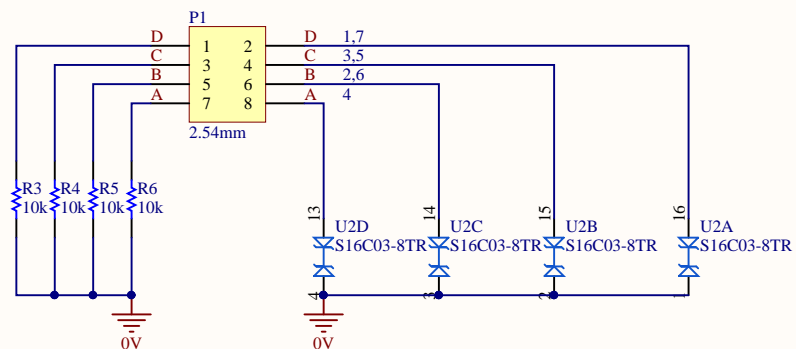 P1
D 1 2 D 1,7
C 3 4 C 3,5
B 5 6 B 2,6
A 7 8 A 4
2.54mm
R3 R4 R5 R6
10k 10k 10k 10k
13 14 15 16
U2D U2C U2B U2A
S16C03-8TR S16C03-8TR S16C03-8TR S16C03-8TR
4 3 2 1
0V 0V